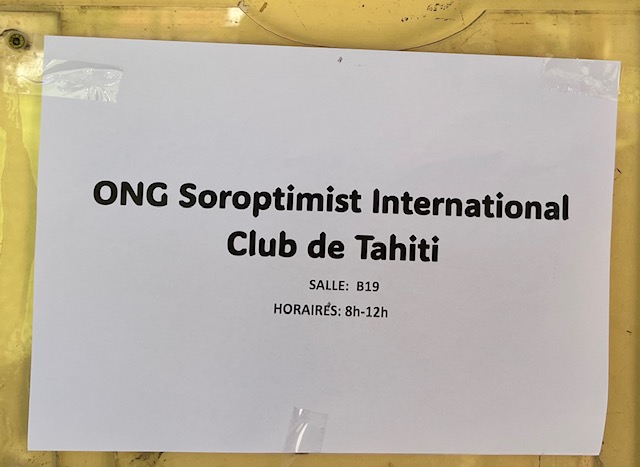 ONG Soroptimist International
Club de Tahiti
SALLE: B19
HORAIRES: 8h-12h